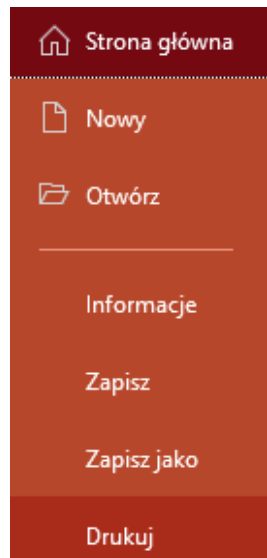 Strona główna
Nowy
Otwórz
Informacje
Zapisz
Zapisz jako
Drukuj